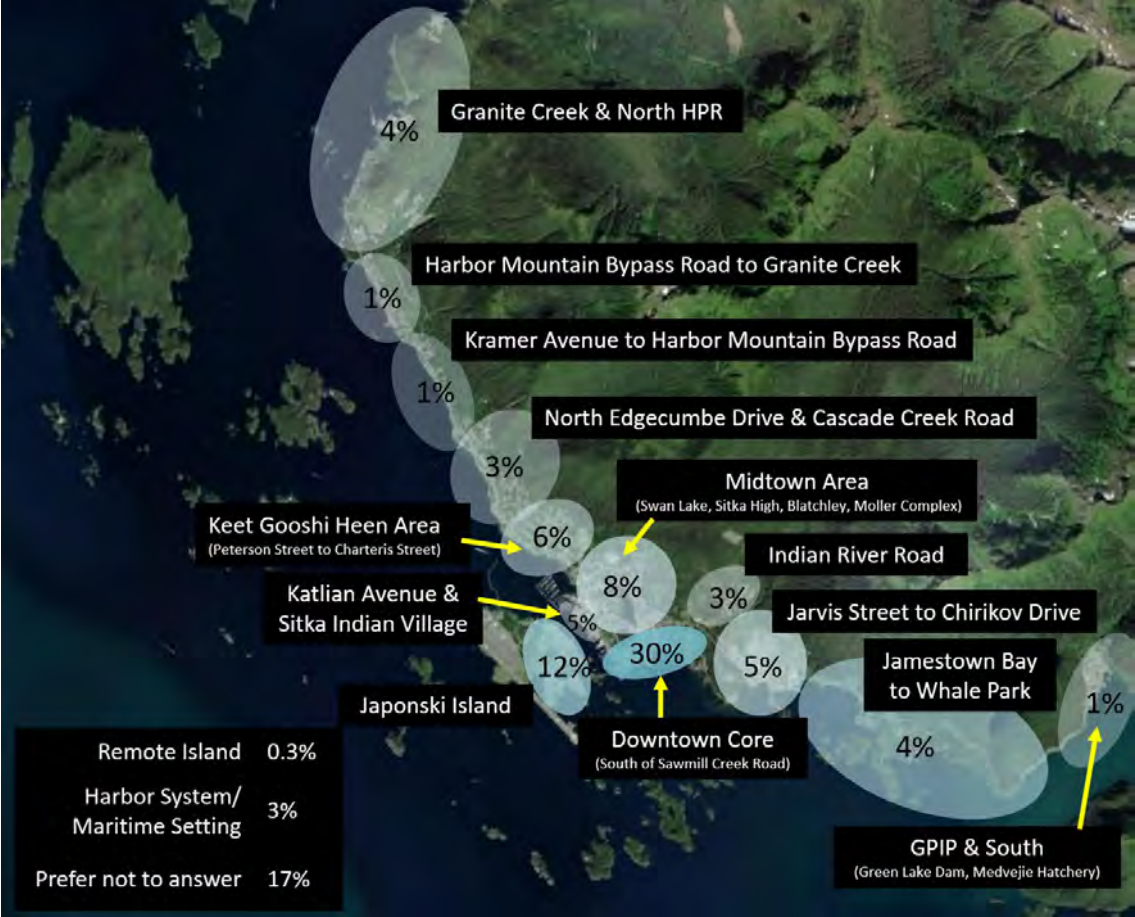 Granite Creek & North HPR
4%
Harbor Mountain Bypass Road to Granite Creek
1%
Kramer Avenue to Harbor Mountain Bypass Road
1%
North Edgecumbe Drive & Cascade Creek Road
3%
Midtown Area
(Swan Lake, Sitka High, Blatchley, Moller Complex)
8%
Keet Gooshi Heen Area
(Peterson Street to Charteris Street)
6%
Indian River Road
3%
Katlian Avenue &
Sitka Indian Village
5%
Jarvis Street to Chirikov Drive
5%
Japonski Island
12%
30%
Downtown Core
(South of Sawmill Creek Road)
Jamestown Bay
to Whale Park
4%
1%
GPIP & South
(Green Lake Dam, Medvejie Hatchery)
Remote Island 0.3%
Harbor System/
Maritime Setting 3%
Prefer not to answer 17%